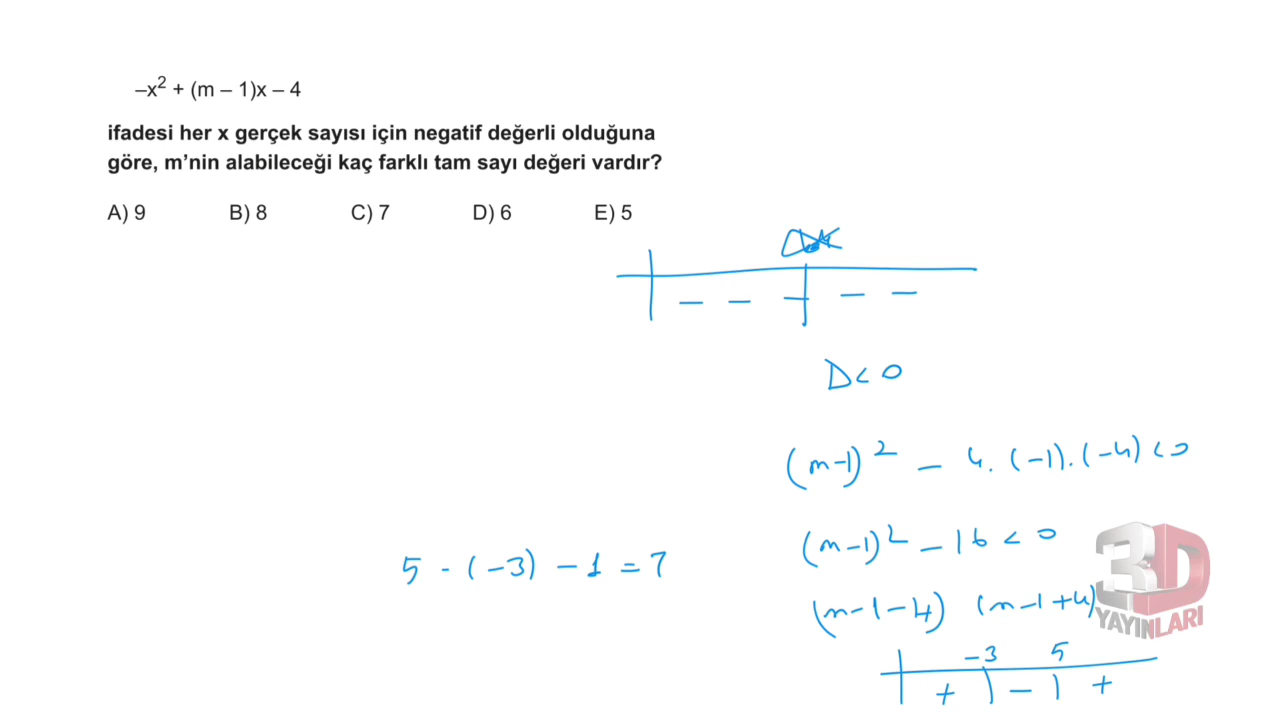 –x² + (m – 1)x – 4
ifadesi her x gerçek sayısı için negatif değerli olduğuna
göre, m’nin alabileceği kaç farklı tam sayı değeri vardır?
A) 9 B) 8 C) 7 D) 6 E) 5
– – – – –
D < 0
(m-1)² – 4.(-1).(-4) < 0
(m-1)² – 16 < 0
5 - (-3) - 1 = 7
(m-1-4) (m-1+4)
3D
YAYINLARI
-3 5
+ – +